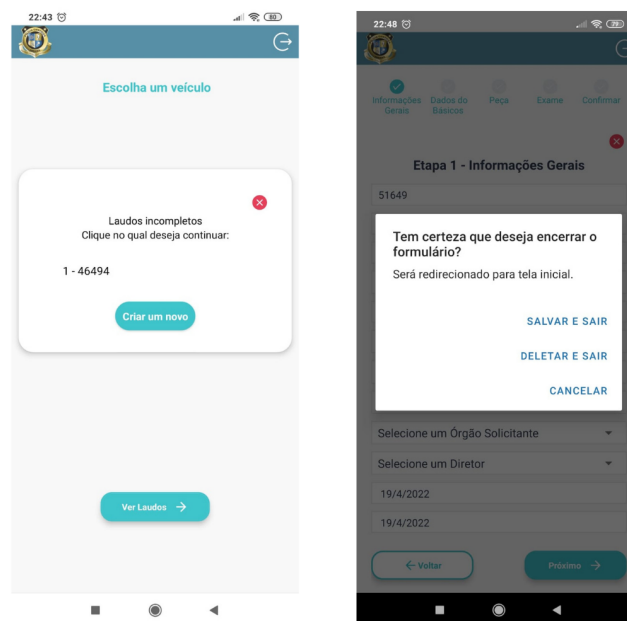 22:43
80
Escolha um veículo
Laudos incompletos
Clique no qual deseja continuar:
1 - 46494
Criar um novo
Ver Laudos
22:48
Informações Gerais
Dados do Básicos
Peça
Exame
Confirmar
Etapa 1 - Informações Gerais
51649
Tem certeza que deseja encerrar o
formulário?
Será redirecionado para tela inicial.
SALVAR E SAIR
DELETAR E SAIR
CANCELAR
Selecione um Órgão Solicitante
Selecione um Diretor
19/4/2022
19/4/2022
Voltar
Próximo